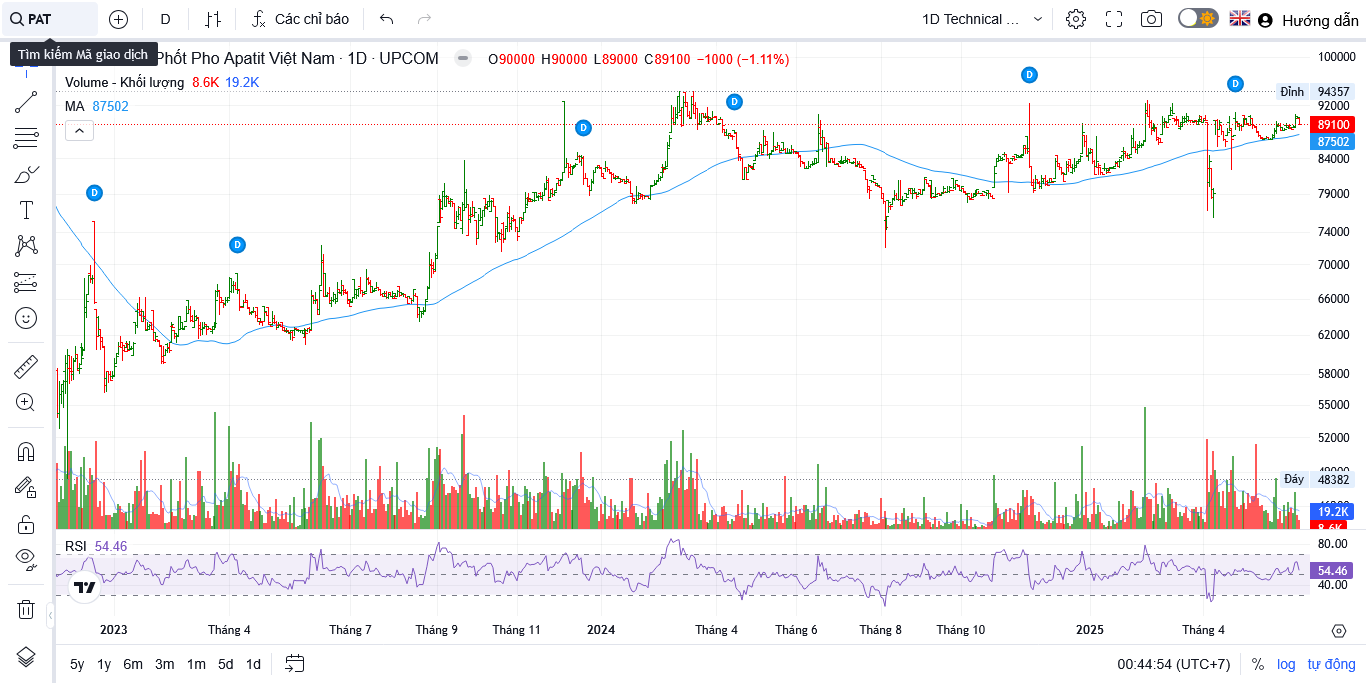 PAT D Các chỉ báo 1D Technical ... Hướng dẫn
Tìm kiếm Mã giao dịch Phốt Pho Apatit Việt Nam · 1D · UPCOM O90000 H90000 L89000 C89100 −1000 (−1.11%)
Volume - Khối lượng 8.6K 19.2K
MA 87502
100000
Đỉnh 94357
92000
89100
87502
84000
79000
74000
70000
66000
62000
58000
55000
52000
49000
Đáy 48382
46000
19.2K
8.6K
D
D
D
D
D
D
RSI 54.46
80.00
54.46
40.00
2023 Tháng 4 Tháng 7 Tháng 9 Tháng 11 2024 Tháng 4 Tháng 6 Tháng 8 Tháng 10 2025 Tháng 4
5y 1y 6m 3m 1m 5d 1d 00:44:54 (UTC+7) % log tự động